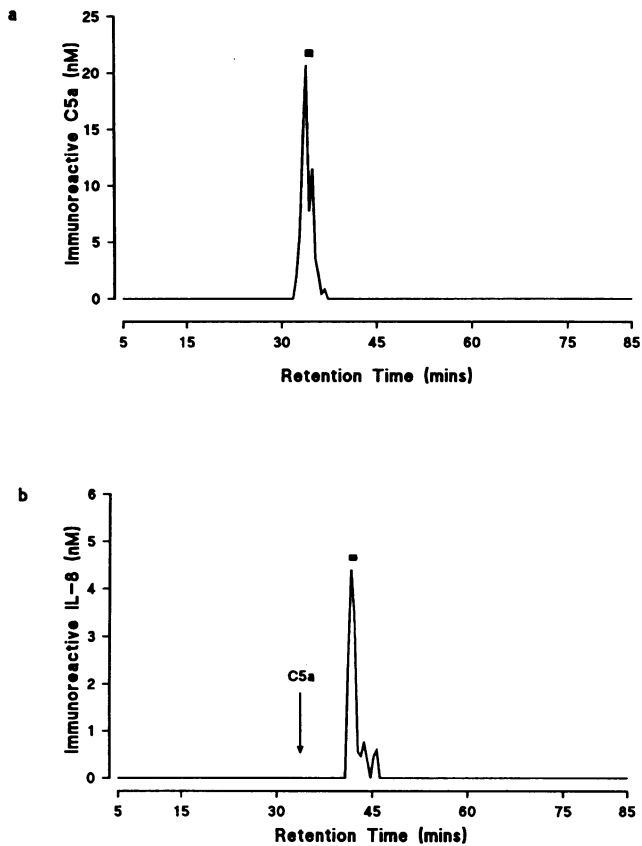 a
Immunoreactive C5a (nM)
25
20
15
10
5
0
5 15 30 45 60 75 85
Retention Time (mins)
b
Immunoreactive IL-8 (nM)
6
5
4
3
2
1
0
C5a
5 15 30 45 60 75 85
Retention Time (mins)